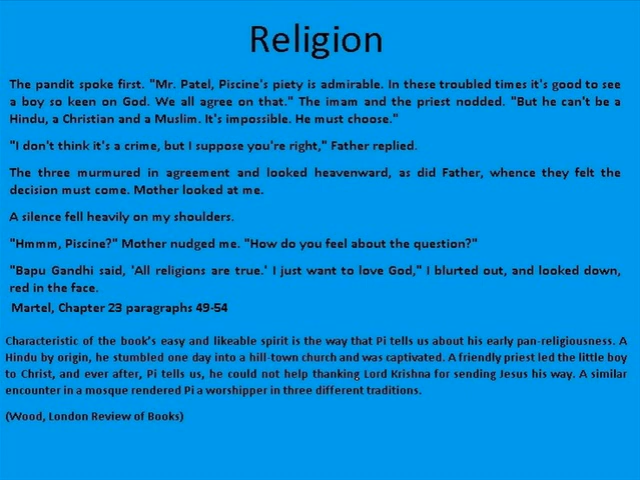 Religion
The pandit spoke first. "Mr. Patel, Piscine's piety is admirable. In these troubled times it's good to see
a boy so keen on God. We all agree on that." The imam and the priest nodded. "But he can't be a
Hindu, a Christian and a Muslim. It's impossible. He must choose."
"I don't think it's a crime, but I suppose you're right," Father replied.
The three murmured in agreement and looked heavenward, as did Father, whence they felt the
decision must come. Mother looked at me.
A silence fell heavily on my shoulders.
"Hmmm, Piscine?" Mother nudged me. "How do you feel about the question?"
"Bapu Gandhi said, 'All religions are true.' I just want to love God," I blurted out, and looked down,
red in the face.
Martel, Chapter 23 paragraphs 49-54
Characteristic of the book's easy and likeable spirit is the way that Pi tells us about his early pan-religiousness. A
Hindu by origin, he stumbled one day into a hill-town church and was captivated. A friendly priest led the little boy
to Christ, and ever after, Pi tells us, he could not help thanking Lord Krishna for sending Jesus his way. A similar
encounter in a mosque rendered Pi a worshipper in three different traditions.
(Wood, London Review of Books)